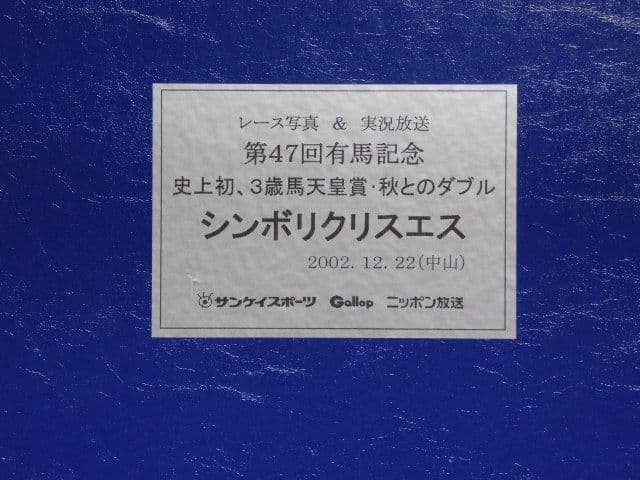 レース写真 & 実況放送
第47回有馬記念
史上初、3歳馬天皇賞・秋とのダブル
シンボリクリスエス
2002.12.22(中山)
サンケイスポーツ Gallop ニッポン放送